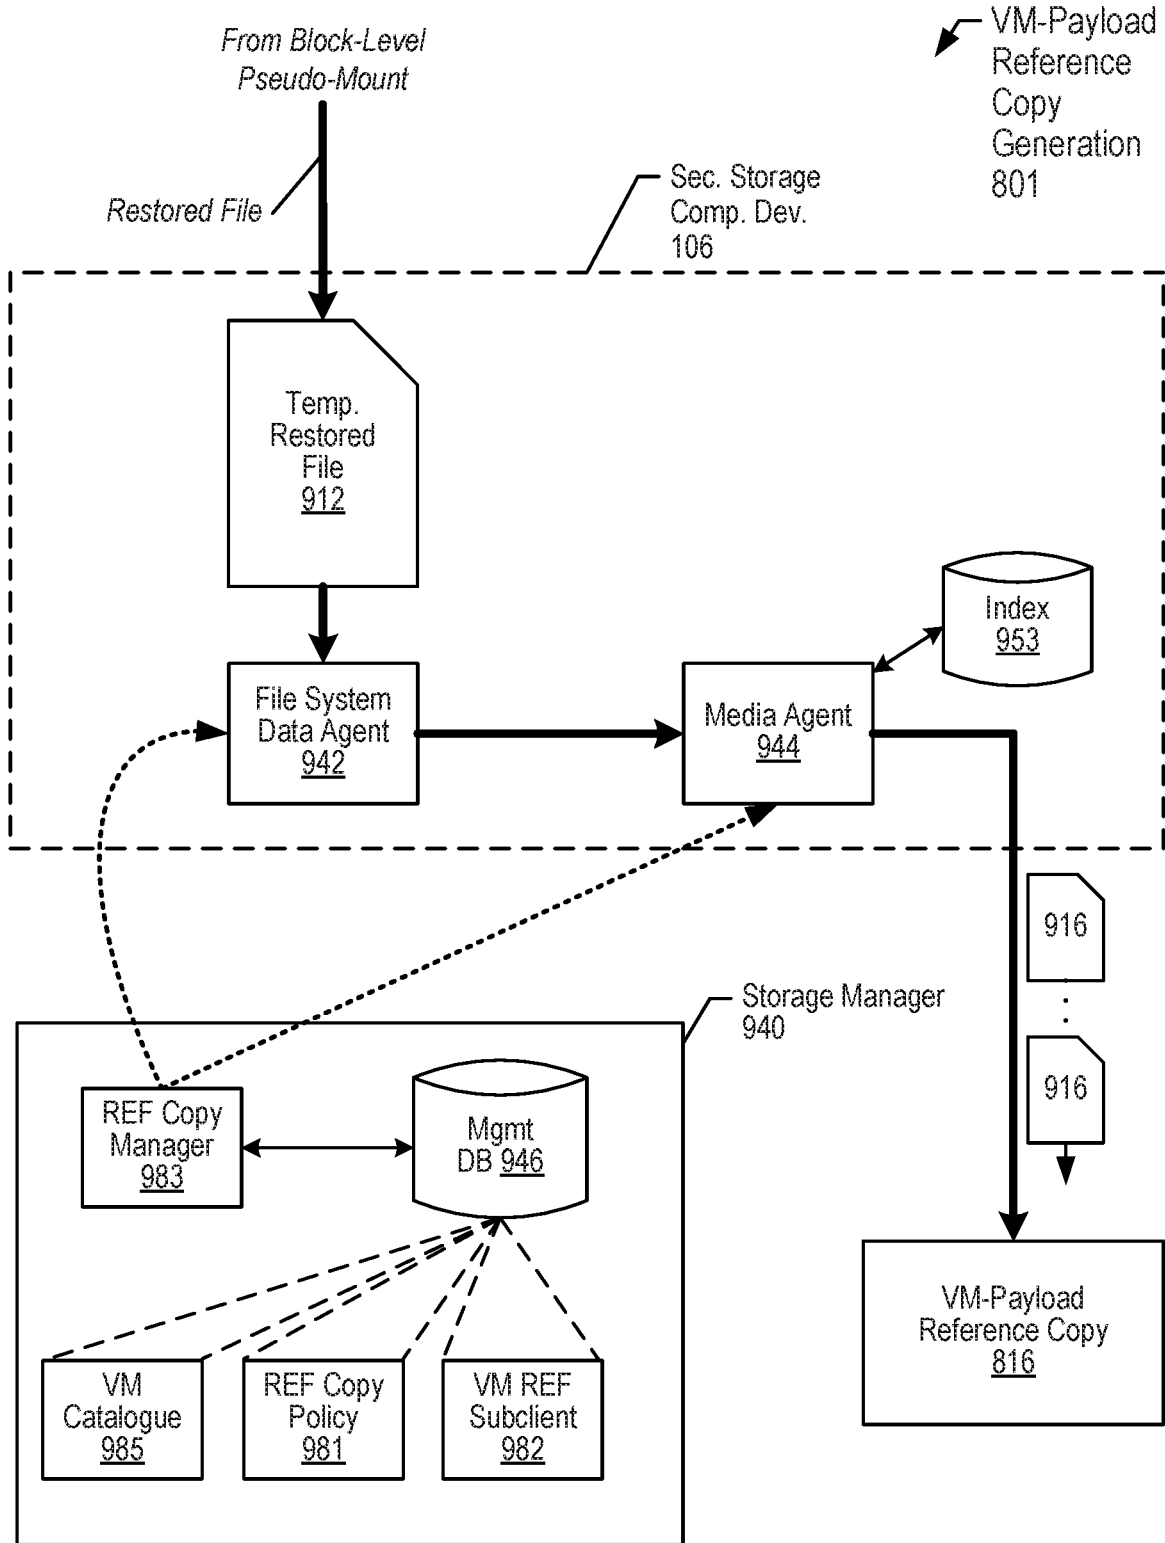 From Block-Level
Pseudo-Mount
VM-Payload
Reference
Copy
Generation
801
Restored File
Sec. Storage
Comp. Dev.
106
Temp.
Restored
File
912
Index
953
File System
Data Agent
942
Media Agent
944
916
Storage Manager
940
916
REF Copy
Manager
983
Mgmt
DB 946
VM-Payload
Reference Copy
816
VM
Catalogue
985
REF Copy
Policy
981
VM REF
Subclient
982